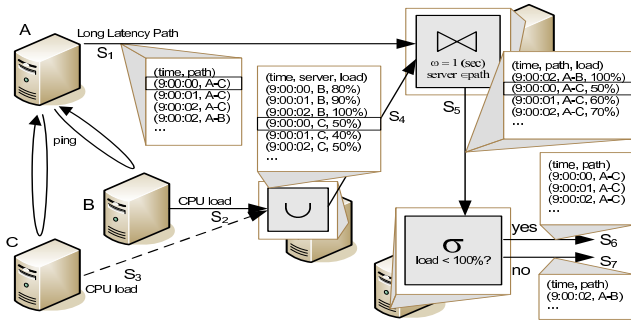 A
Long Latency Path
S1
(time, path)
(9:00:00, A-C)
(9:00:01, A-C)
(9:00:02, A-C)
(9:00:02, A-B)
...
ω = 1 (sec)
server ∈path
(time, server, load)
(9:00:00, B, 80%)
(9:00:01, B, 90%)
(9:00:02, B, 100%)
(9:00:00, C, 50%)
(9:00:01, C, 40%)
(9:00:02, C, 50%)
...
S4
S5
(time, path, load)
(9:00:02, A-B, 100%)
(9:00:00, A-C, 50%)
(9:00:01, A-C, 60%)
(9:00:02, A-C, 70%)
...
ping
B
CPU load
S2
∪
C
S3
CPU load
σ
load < 100%?
(time, path)
(9:00:00, A-C)
(9:00:01, A-C)
(9:00:02, A-C)
...
yes
S6
no
S7
(time, path)
(9:00:02, A-B)
...